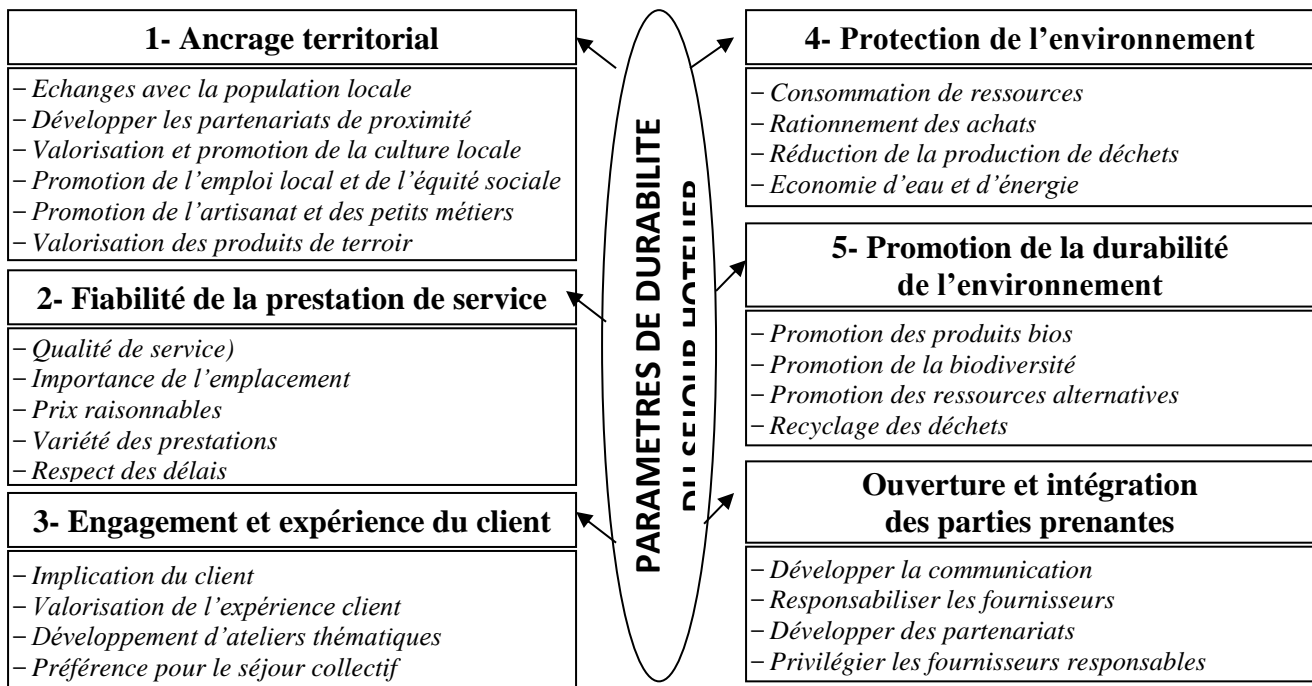 1- Ancrage territorial
– Echanges avec la population locale
– Développer les partenariats de proximité
– Valorisation et promotion de la culture locale
– Promotion de l’emploi local et de l’équité sociale
– Promotion de l’artisanat et des petits métiers
– Valorisation des produits de terroir
2- Fiabilité de la prestation de service
– Qualité de service)
– Importance de l’emplacement
– Prix raisonnables
– Variété des prestations
– Respect des délais
3- Engagement et expérience du client
– Implication du client
– Valorisation de l’expérience client
– Développement d’ateliers thématiques
– Préférence pour le séjour collectif
PARAMETRES DE DURABILITE
DU SEJOUR HOTELIER
4- Protection de l’environnement
– Consommation de ressources
– Rationnement des achats
– Réduction de la production de déchets
– Economie d’eau et d’énergie
5- Promotion de la durabilité
de l’environnement
– Promotion des produits bios
– Promotion de la biodiversité
– Promotion des ressources alternatives
– Recyclage des déchets
Ouverture et intégration
des parties prenantes
– Développer la communication
– Responsabiliser les fournisseurs
– Développer des partenariats
– Privilégier les fournisseurs responsables